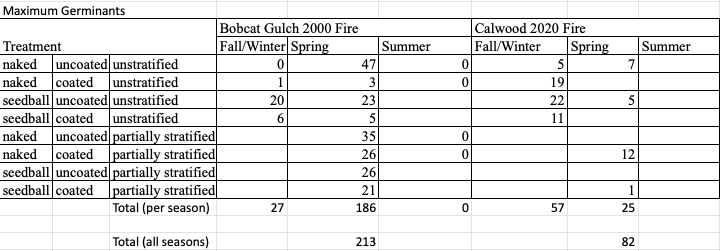 Maximum Germinants
Bobcat Gulch 2000 Fire Calwood 2020 Fire
Treatment Fall/Winter Spring Summer Fall/Winter Spring Summer
naked uncoated unstratified 0 47 0 5 7
naked coated unstratified 1 3 0 19
seedball uncoated unstratified 20 23 22 5
seedball coated unstratified 6 5 11
naked uncoated partially stratified 35 0
naked coated partially stratified 26 0 12
seedball uncoated partially stratified 26
seedball coated partially stratified 21 1
Total (per season) 27 186 0 57 25
Total (all seasons) 213 82